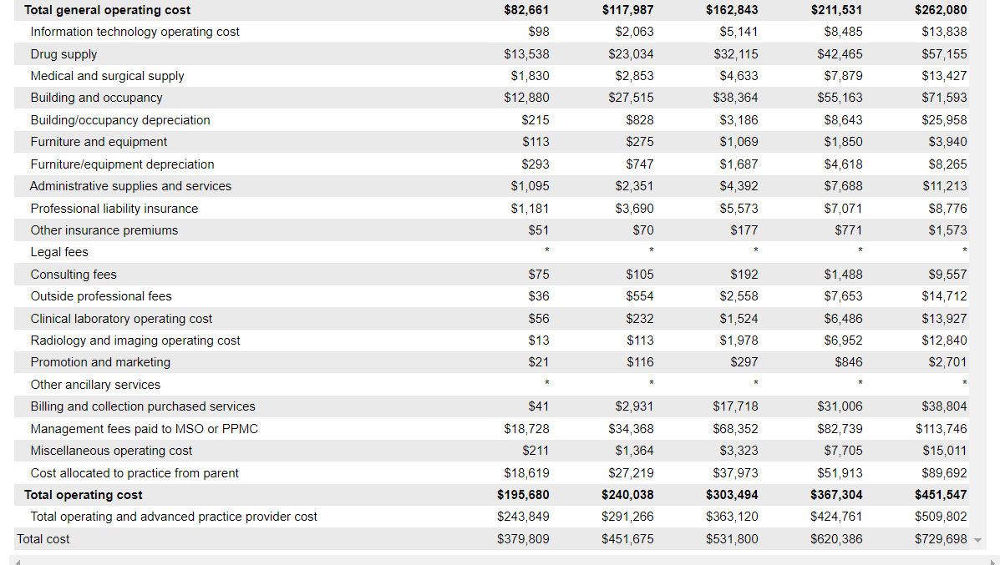 Total general operating cost $82,661 $117,987 $162,843 $211,531 $262,080
Information technology operating cost $98 $2,063 $5,141 $8,485 $13,838
Drug supply $13,538 $23,034 $32,115 $42,465 $57,155
Medical and surgical supply $1,830 $2,853 $4,633 $7,879 $13,427
Building and occupancy $12,880 $27,515 $38,364 $55,163 $71,593
Building/occupancy depreciation $215 $828 $3,186 $8,643 $25,958
Furniture and equipment $113 $275 $1,069 $1,850 $3,940
Furniture/equipment depreciation $293 $747 $1,687 $4,618 $8,265
Administrative supplies and services $1,095 $2,351 $4,392 $7,688 $11,213
Professional liability insurance $1,181 $3,690 $5,573 $7,071 $8,776
Other insurance premiums $51 $70 $177 $771 $1,573
Legal fees * * * * *
Consulting fees $75 $105 $192 $1,488 $9,557
Outside professional fees $36 $554 $2,558 $7,653 $14,712
Clinical laboratory operating cost $56 $232 $1,524 $6,486 $13,927
Radiology and imaging operating cost $13 $113 $1,978 $6,952 $12,840
Promotion and marketing $21 $116 $297 $846 $2,701
Other ancillary services * * * * *
Billing and collection purchased services $41 $2,931 $17,718 $31,006 $38,804
Management fees paid to MSO or PPMC $18,728 $34,368 $68,352 $82,739 $113,746
Miscellaneous operating cost $211 $1,364 $3,323 $7,705 $15,011
Cost allocated to practice from parent $18,619 $27,219 $37,973 $51,913 $89,692
Total operating cost $195,680 $240,038 $303,494 $367,304 $451,547
Total operating and advanced practice provider cost $243,849 $291,266 $363,120 $424,761 $509,802
Total cost $379,809 $451,675 $531,800 $620,386 $729,698